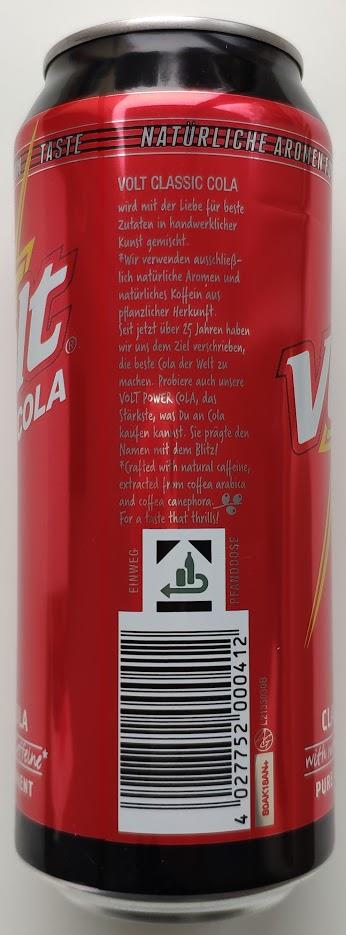 TASTE NATÜRLICHE AROMEN
VOLT CLASSIC COLA
wird mit der Liebe für beste
Zutaten in handwerklicher
Kunst gemischt.
*Wir verwenden ausschließ-
lich natürliche Aromen und
natürliches Koffein aus
pflanzlicher Herkunft.
Seit jetzt über 25 Jahren haben
wir uns dem Ziel verschrieben,
die beste Cola der Welt zu
machen. Probiere auch unsere
VOLT POWER COLA, das
Stärkste, was Du an Cola
kaufen kannst. Sie prägte den
Namen mit dem Blitz!
*Crafted with natural caffeine,
extracted from coffea arabica
and coffea canephora.
For a taste that thrills!
lt®
COLA
V
EINWEG
PFANDDOSE
4 027752 000412
80AK18AN+